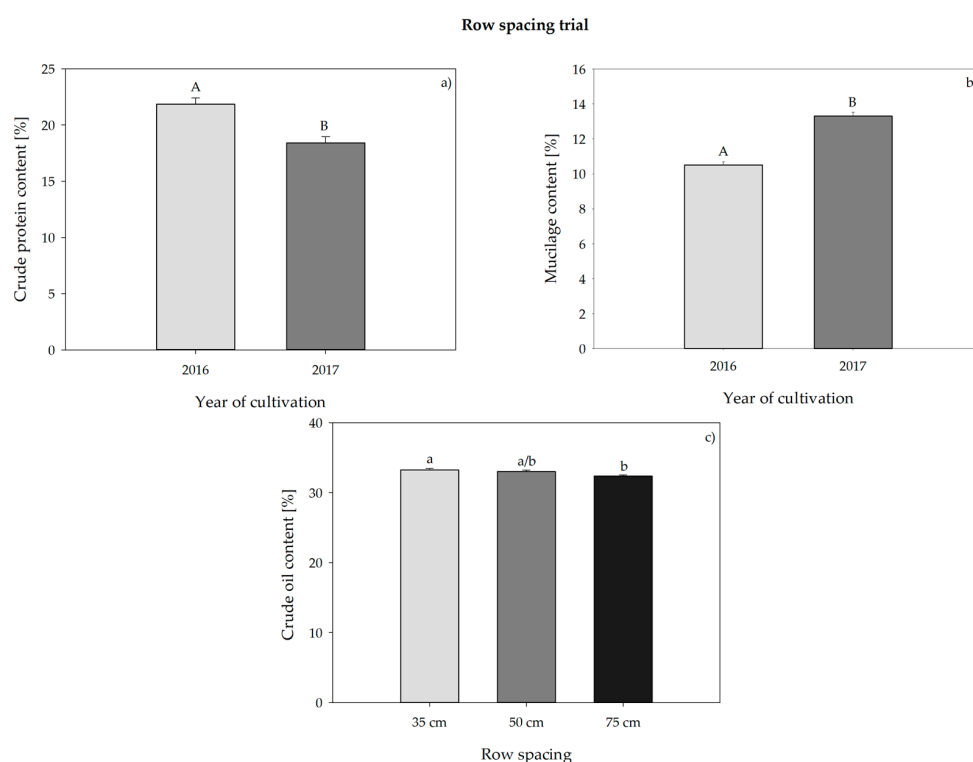 Row spacing trial
a)
Crude protein content [%]
25
20
15
10
5
0
A
B
2016
2017
Year of cultivation
b
Mucilage content [%]
16
14
12
10
8
6
4
2
0
A
B
2016
2017
Year of cultivation
c)
Crude oil content [%]
40
30
20
10
0
a
a/b
b
35 cm
50 cm
75 cm
Row spacing